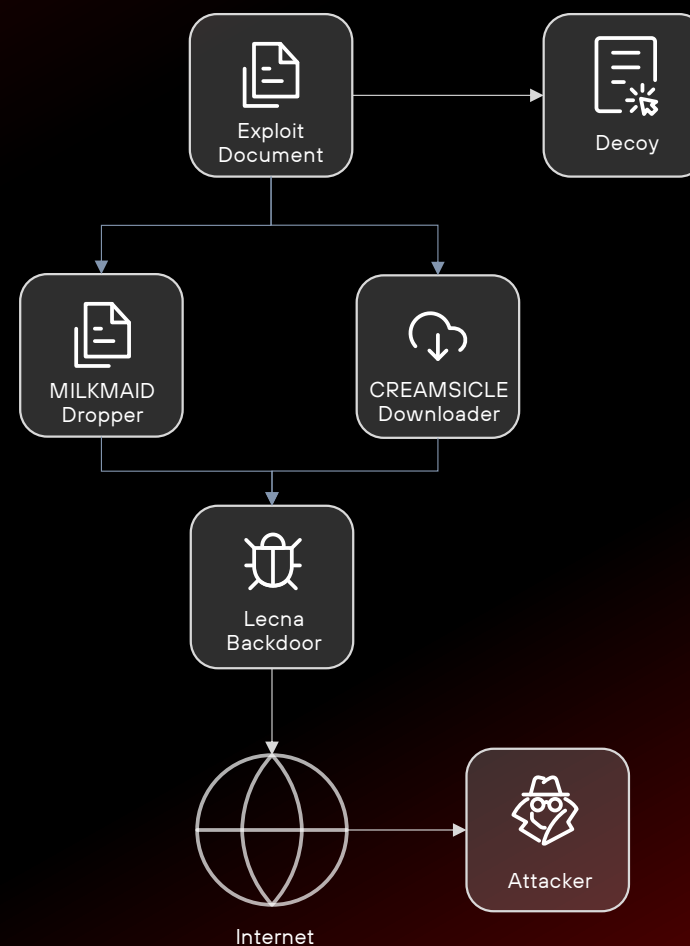 Exploit
Document
Decoy
MILKMAID
Dropper
CREAMSICLE
Downloader
Lecna
Backdoor
Attacker
Internet